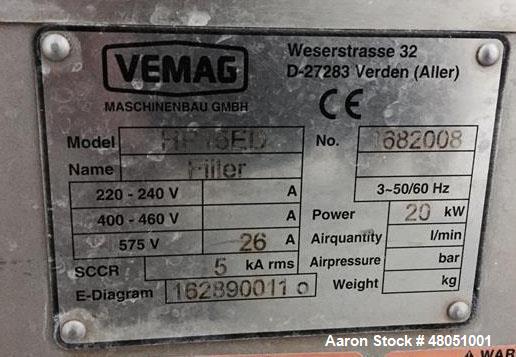 VEMAG
MASCHINENBAU GMBH
Weserstrasse 32
D-27283 Verden (Aller)
CE
Model HP15ED No. 1682008
Name Filler
220 - 240 V A 3~50/60 Hz
400 - 460 V A Power 20 kW
575 V 26 A Airquantity l/min
SCCR 5 kA rms Airpressure bar
E-Diagram 162890011 o Weight kg
WAR
Aaron Stock # 48051001